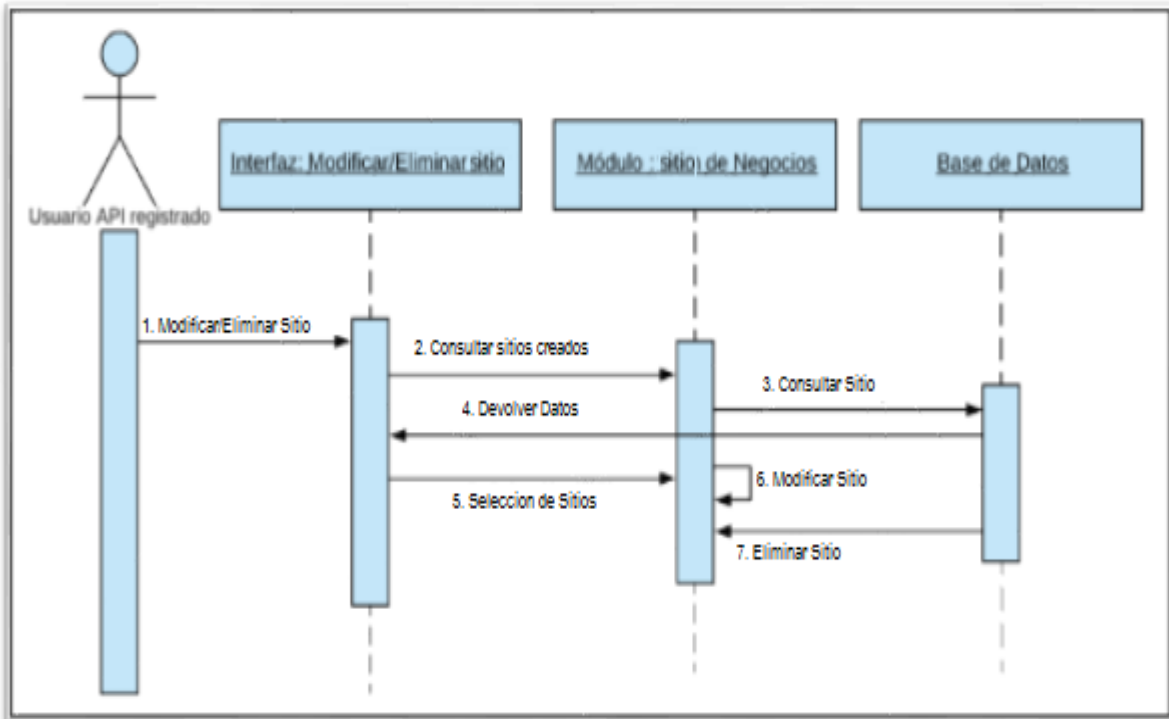 Usuario API registrado
Interfaz: Modificar/Eliminar sitio
Módulo : sitio de Negocios
Base de Datos
1. Modificar/Eliminar Sitio
2. Consultar sitios creados
3. Consultar Sitio
4. Devolver Datos
5. Seleccion de Sitios
6. Modificar Sitio
7. Eliminar Sitio